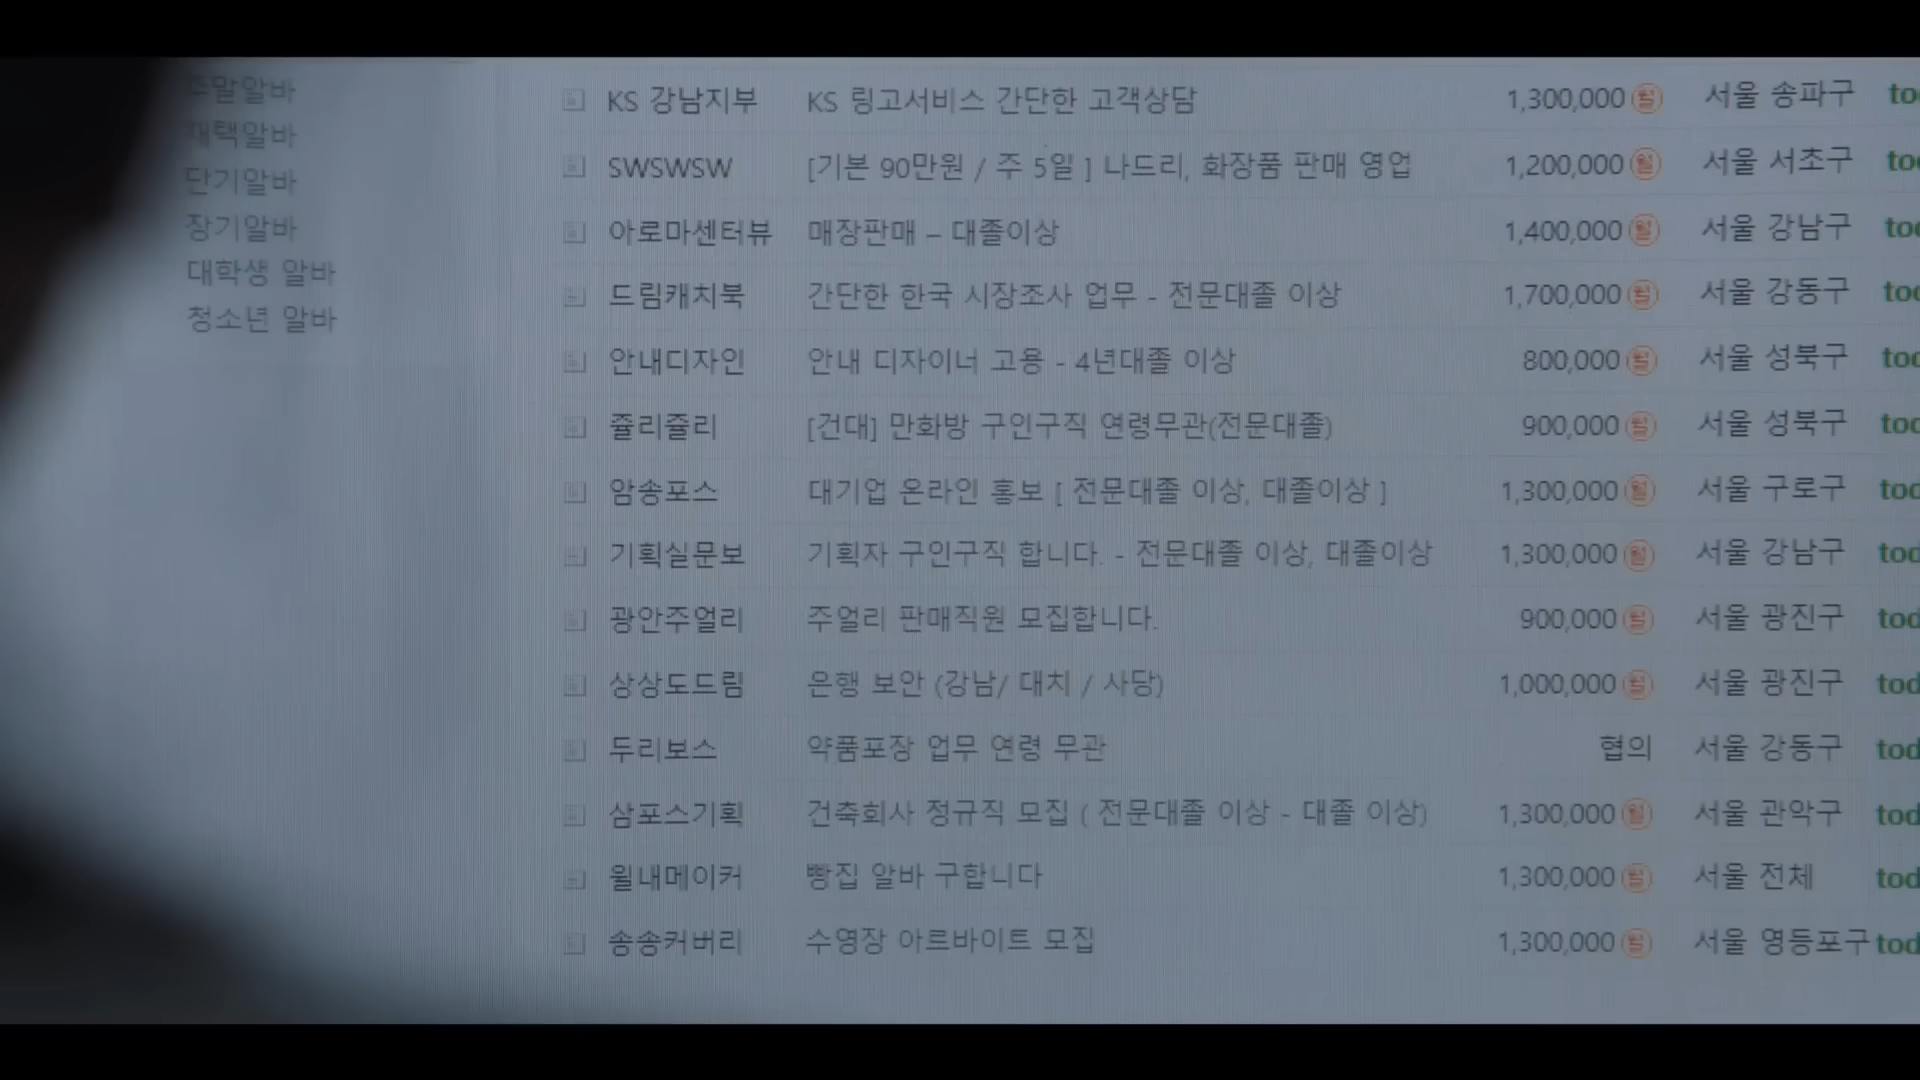 주말알바
재택알바
단기알바
장기알바
대학생 알바
청소년 알바
KS 강남지부 KS 링고서비스 간단한 고객상담 1,300,000 월 서울 송파구 to
SWSWSW [기본 90만원 / 주 5일 ] 나드리, 화장품 판매 영업 1,200,000 월 서울 서초구 to
아로마센터뷰 매장판매 – 대졸이상 1,400,000 월 서울 강남구 too
드림캐치북 간단한 한국 시장조사 업무 - 전문대졸 이상 1,700,000 월 서울 강동구 too
안내디자인 안내 디자이너 고용 - 4년대졸 이상 800,000 월 서울 성북구 too
쥴리쥴리 [건대] 만화방 구인구직 연령무관(전문대졸) 900,000 월 서울 성북구 tod
암송포스 대기업 온라인 홍보 [ 전문대졸 이상, 대졸이상 ] 1,300,000 월 서울 구로구 tod
기획실문보 기획자 구인구직 합니다. - 전문대졸 이상, 대졸이상 1,300,000 월 서울 강남구 tod
광안주얼리 주얼리 판매직원 모집합니다. 900,000 월 서울 광진구 tod
상상도드림 은행 보안 (강남/ 대치 / 사당) 1,000,000 월 서울 광진구 tod
두리보스 약품포장 업무 연령 무관 협의 서울 강동구 tod
삼포스기획 건축회사 정규직 모집 ( 전문대졸 이상 - 대졸 이상) 1,300,000 월 서울 관악구 tod
윌내메이커 빵집 알바 구합니다 1,300,000 월 서울 전체 tod
송송커버리 수영장 아르바이트 모집 1,300,000 월 서울 영등포구 tod